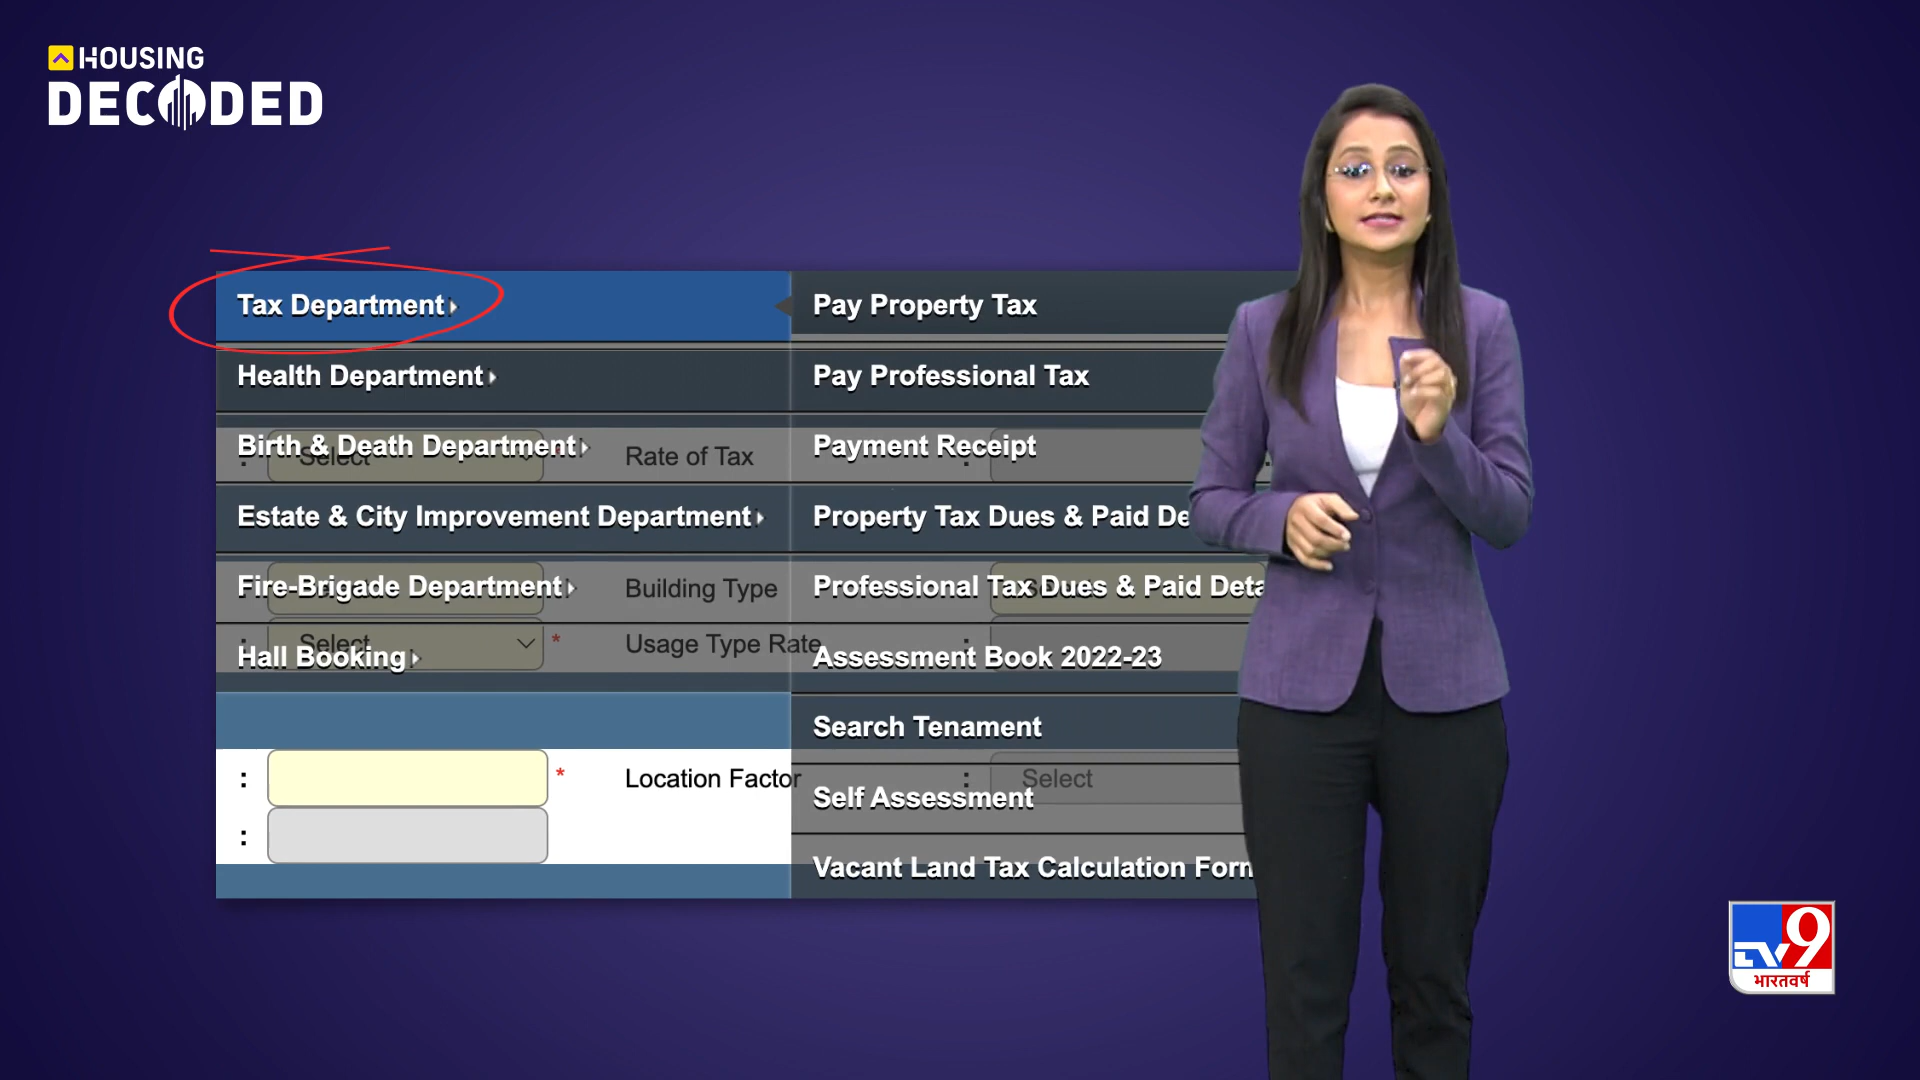 HOUSING
DECODED
Tax Department
Pay Property Tax
Health Department
Pay Professional Tax
Birth & Death Department
Payment Receipt
: Select
Rate of Tax :
Estate & City Improvement Department
Property Tax Dues & Paid De
Fire-Brigade Department
Professional Tax Dues & Paid Deta
Building Type
: Select *
Usage Type Rate :
Hall Booking
Assessment Book 2022-23
Search Tenament
: *
Location Factor : Select
Self Assessment
:
Vacant Land Tax Calculation Form
TV9
भारतवर्ष